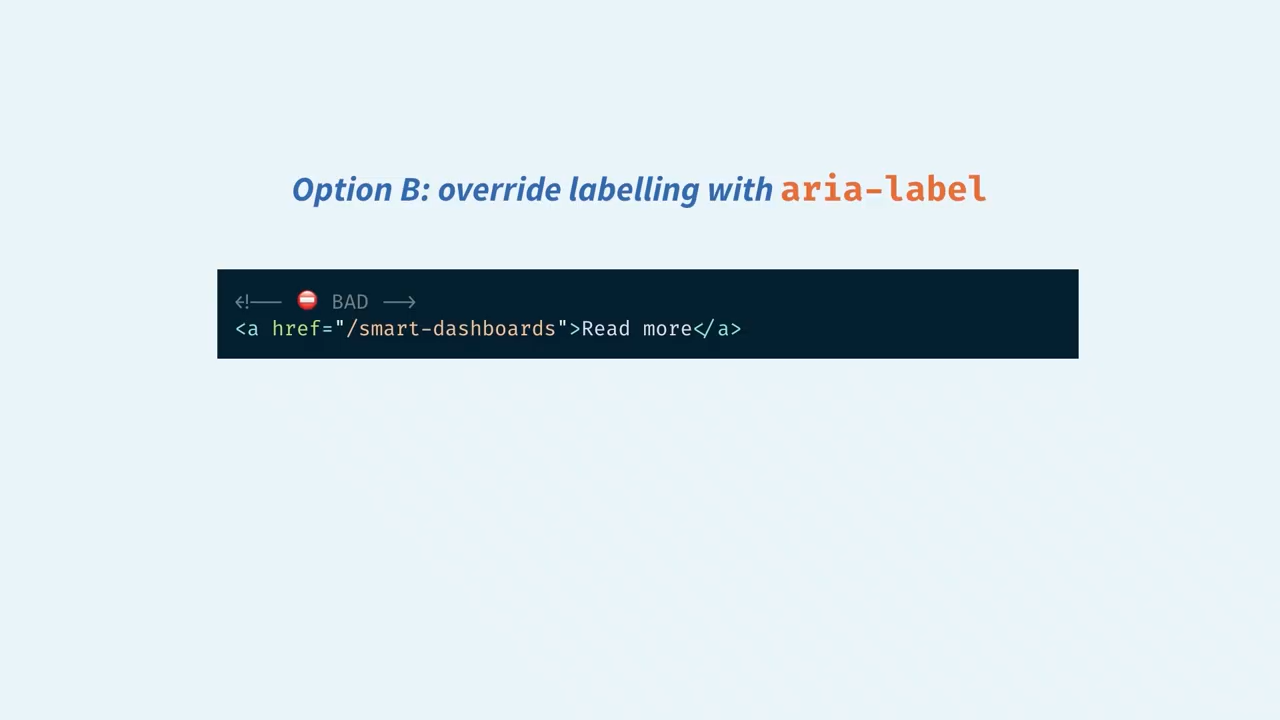 Option B: override labelling with aria-label
<!-- ⛔ BAD -->
<a href="/smart-dashboards">Read more</a>